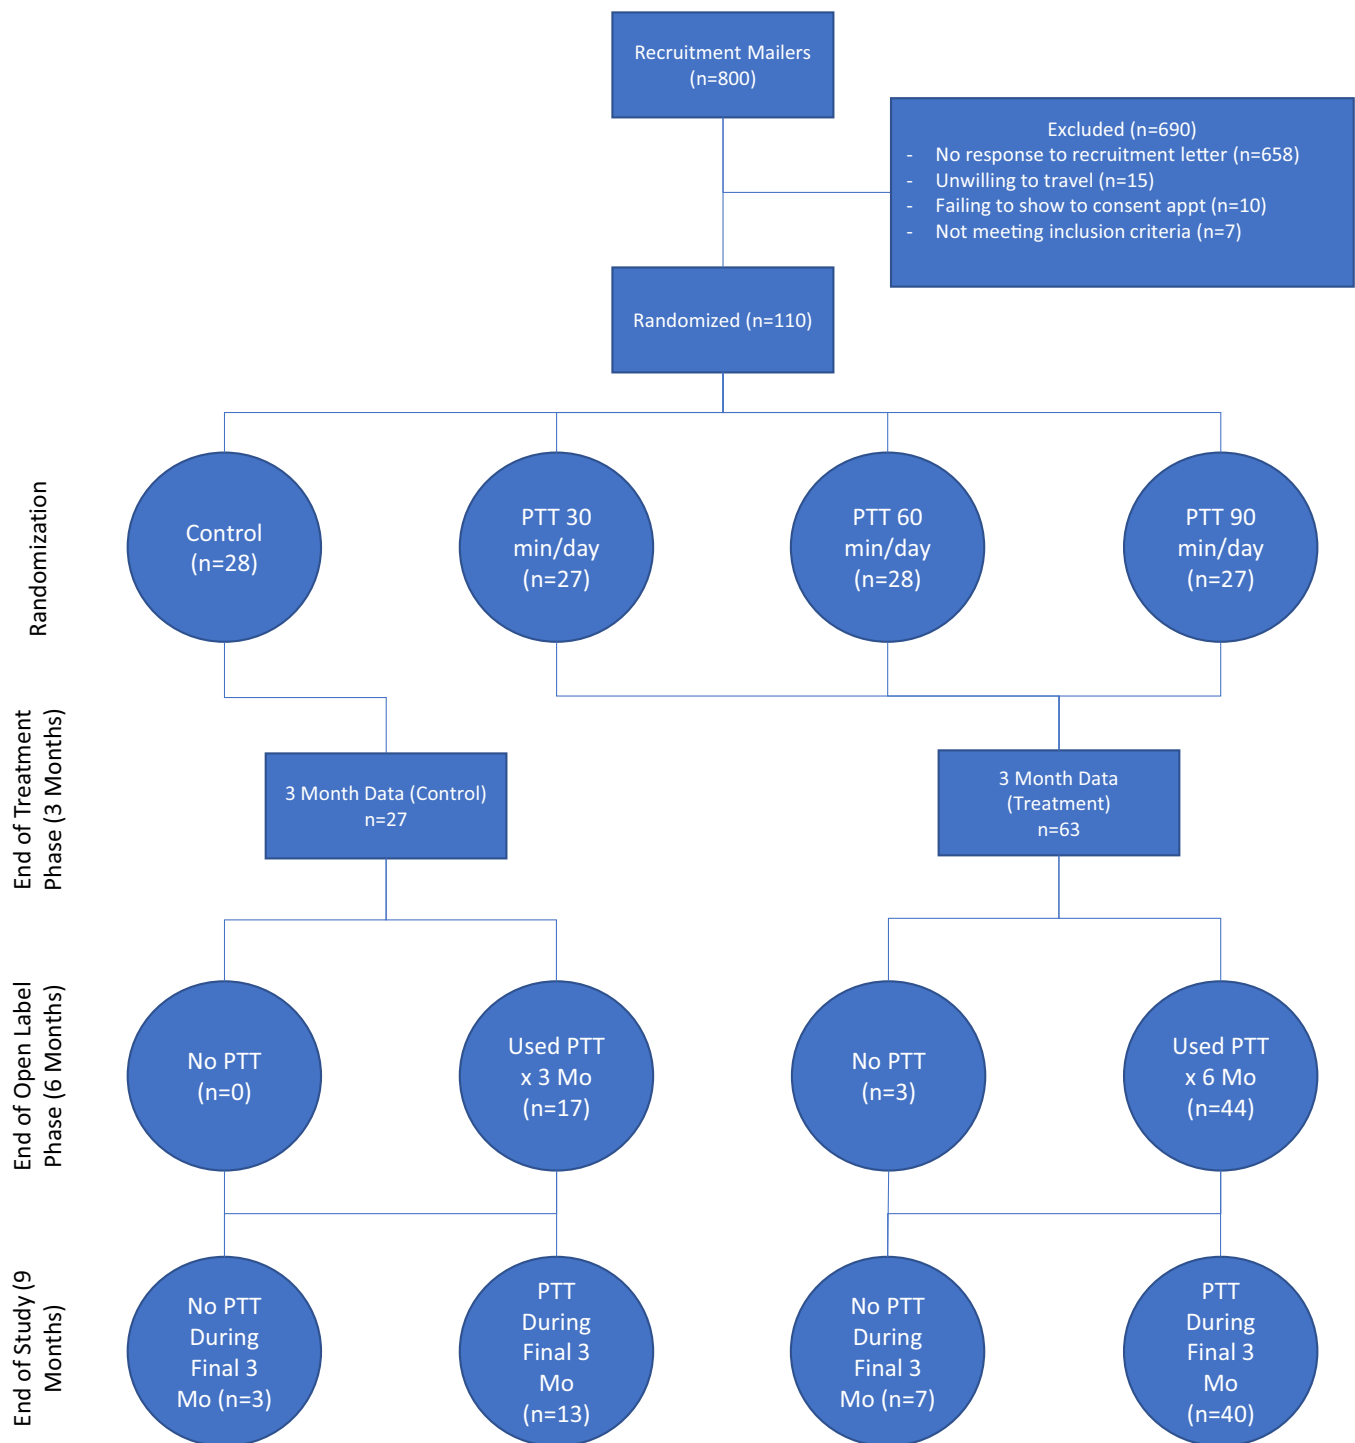 Recruitment Mailers
(n=800)
Excluded (n=690)
- No response to recruitment letter (n=658)
- Unwilling to travel (n=15)
- Failing to show to consent appt (n=10)
- Not meeting inclusion criteria (n=7)
Randomized (n=110)
Randomization
Control
(n=28)
PTT 30
min/day
(n=27)
PTT 60
min/day
(n=28)
PTT 90
min/day
(n=27)
End of Treatment
Phase (3 Months)
3 Month Data (Control)
n=27
3 Month Data
(Treatment)
n=63
End of Open Label
Phase (6 Months)
No PTT
(n=0)
Used PTT
x 3 Mo
(n=17)
No PTT
(n=3)
Used PTT
x 6 Mo
(n=44)
End of Study (9
Months)
No PTT
During
Final 3
Mo (n=3)
PTT
During
Final 3
Mo
(n=13)
No PTT
During
Final 3
Mo (n=7)
PTT
During
Final 3
Mo
(n=40)